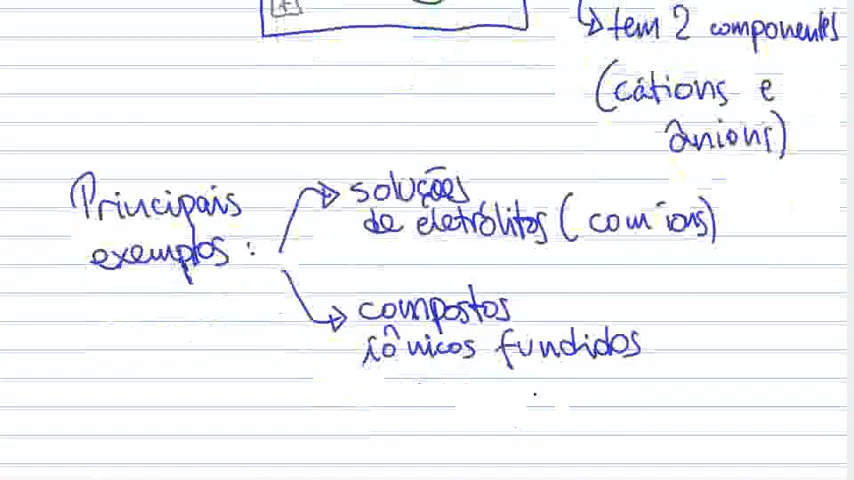 tem 2 componentes
(cátions e
ânions)
Principais
exemplos:
soluções
de eletrólitos (com íons)
compostos
iônicos fundidos